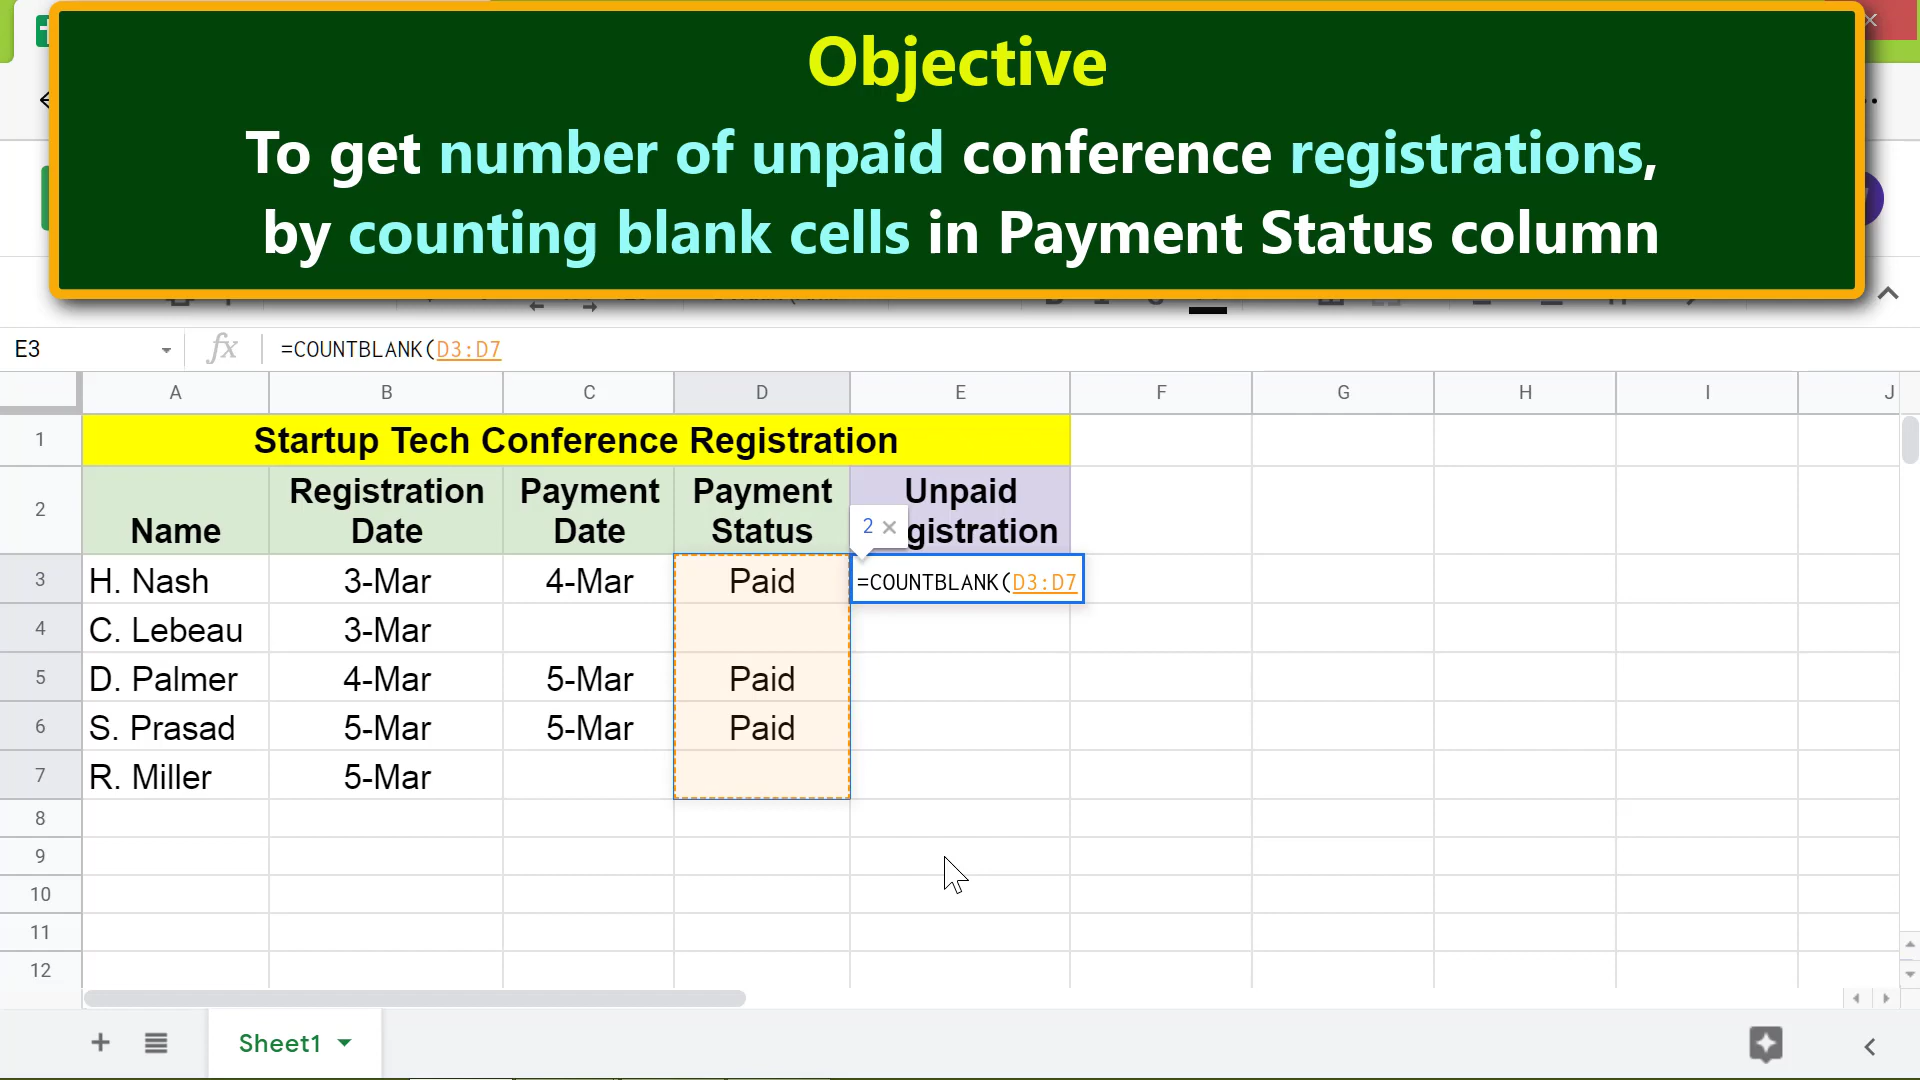 Objective
To get number of unpaid conference registrations,
by counting blank cells in Payment Status column
E3 fx =COUNTBLANK(D3:D7
A B C D E F G H I J
1 Startup Tech Conference Registration
2 Name Registration Date Payment Date Payment Status Unpaid gistration
2 ×
3 H. Nash 3-Mar 4-Mar Paid =COUNTBLANK(D3:D7
4 C. Lebeau 3-Mar
5 D. Palmer 4-Mar 5-Mar Paid
6 S. Prasad 5-Mar 5-Mar Paid
7 R. Miller 5-Mar
8
9
10
11
12
Sheet1